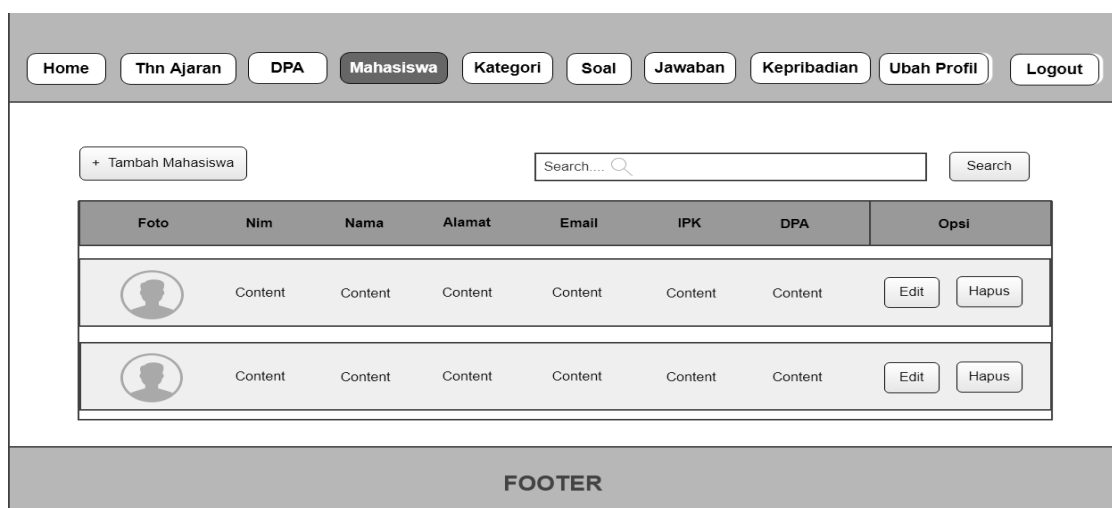 Home Thn Ajaran DPA Mahasiswa Kategori Soal Jawaban Kepribadian Ubah Profil Logout
+ Tambah Mahasiswa Search.... Search
Foto Nim Nama Alamat Email IPK DPA Opsi
Content Content Content Content Content Content Edit Hapus
Content Content Content Content Content Content Edit Hapus
FOOTER